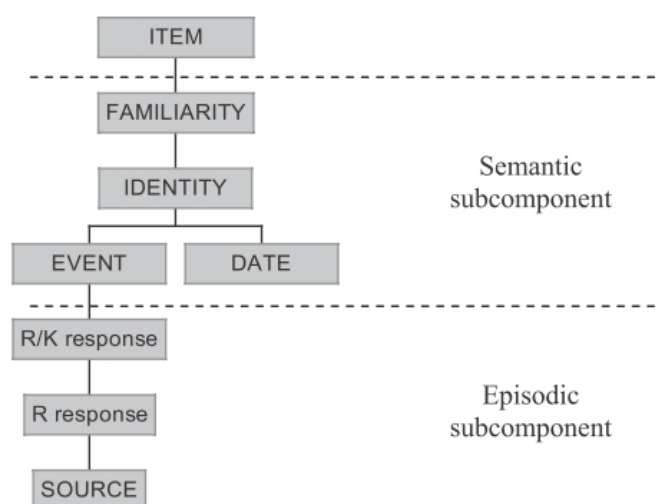 ITEM
FAMILIARITY
Semantic
subcomponent
IDENTITY
EVENT
DATE
R/K response
Episodic
subcomponent
R response
SOURCE